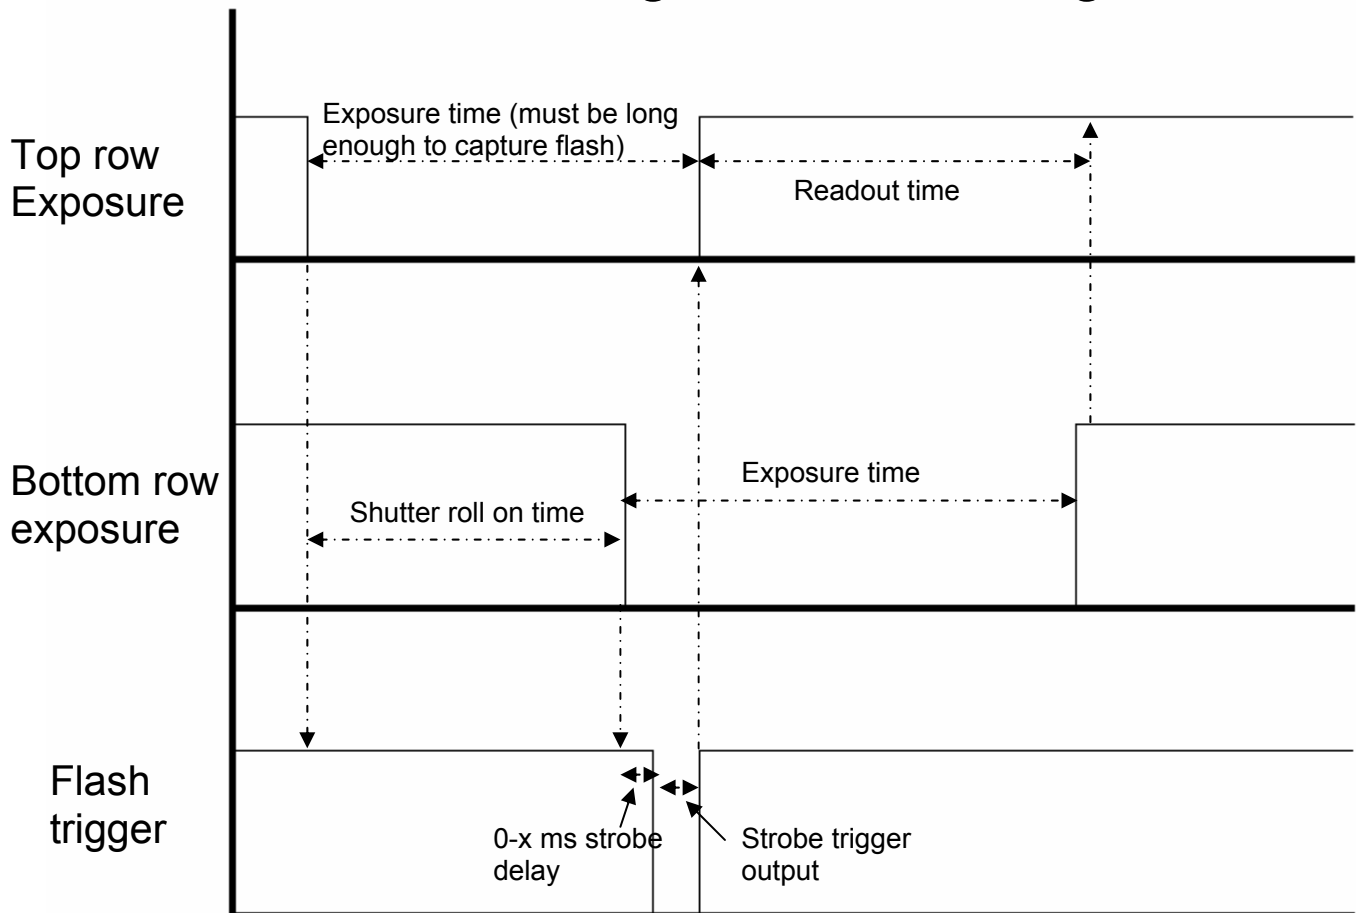 Exposure time (must be long
enough to capture flash)
Top row
Exposure
Readout time
Bottom row
exposure
Exposure time
Shutter roll on time
Flash
trigger
0-x ms strobe
delay
Strobe trigger
output